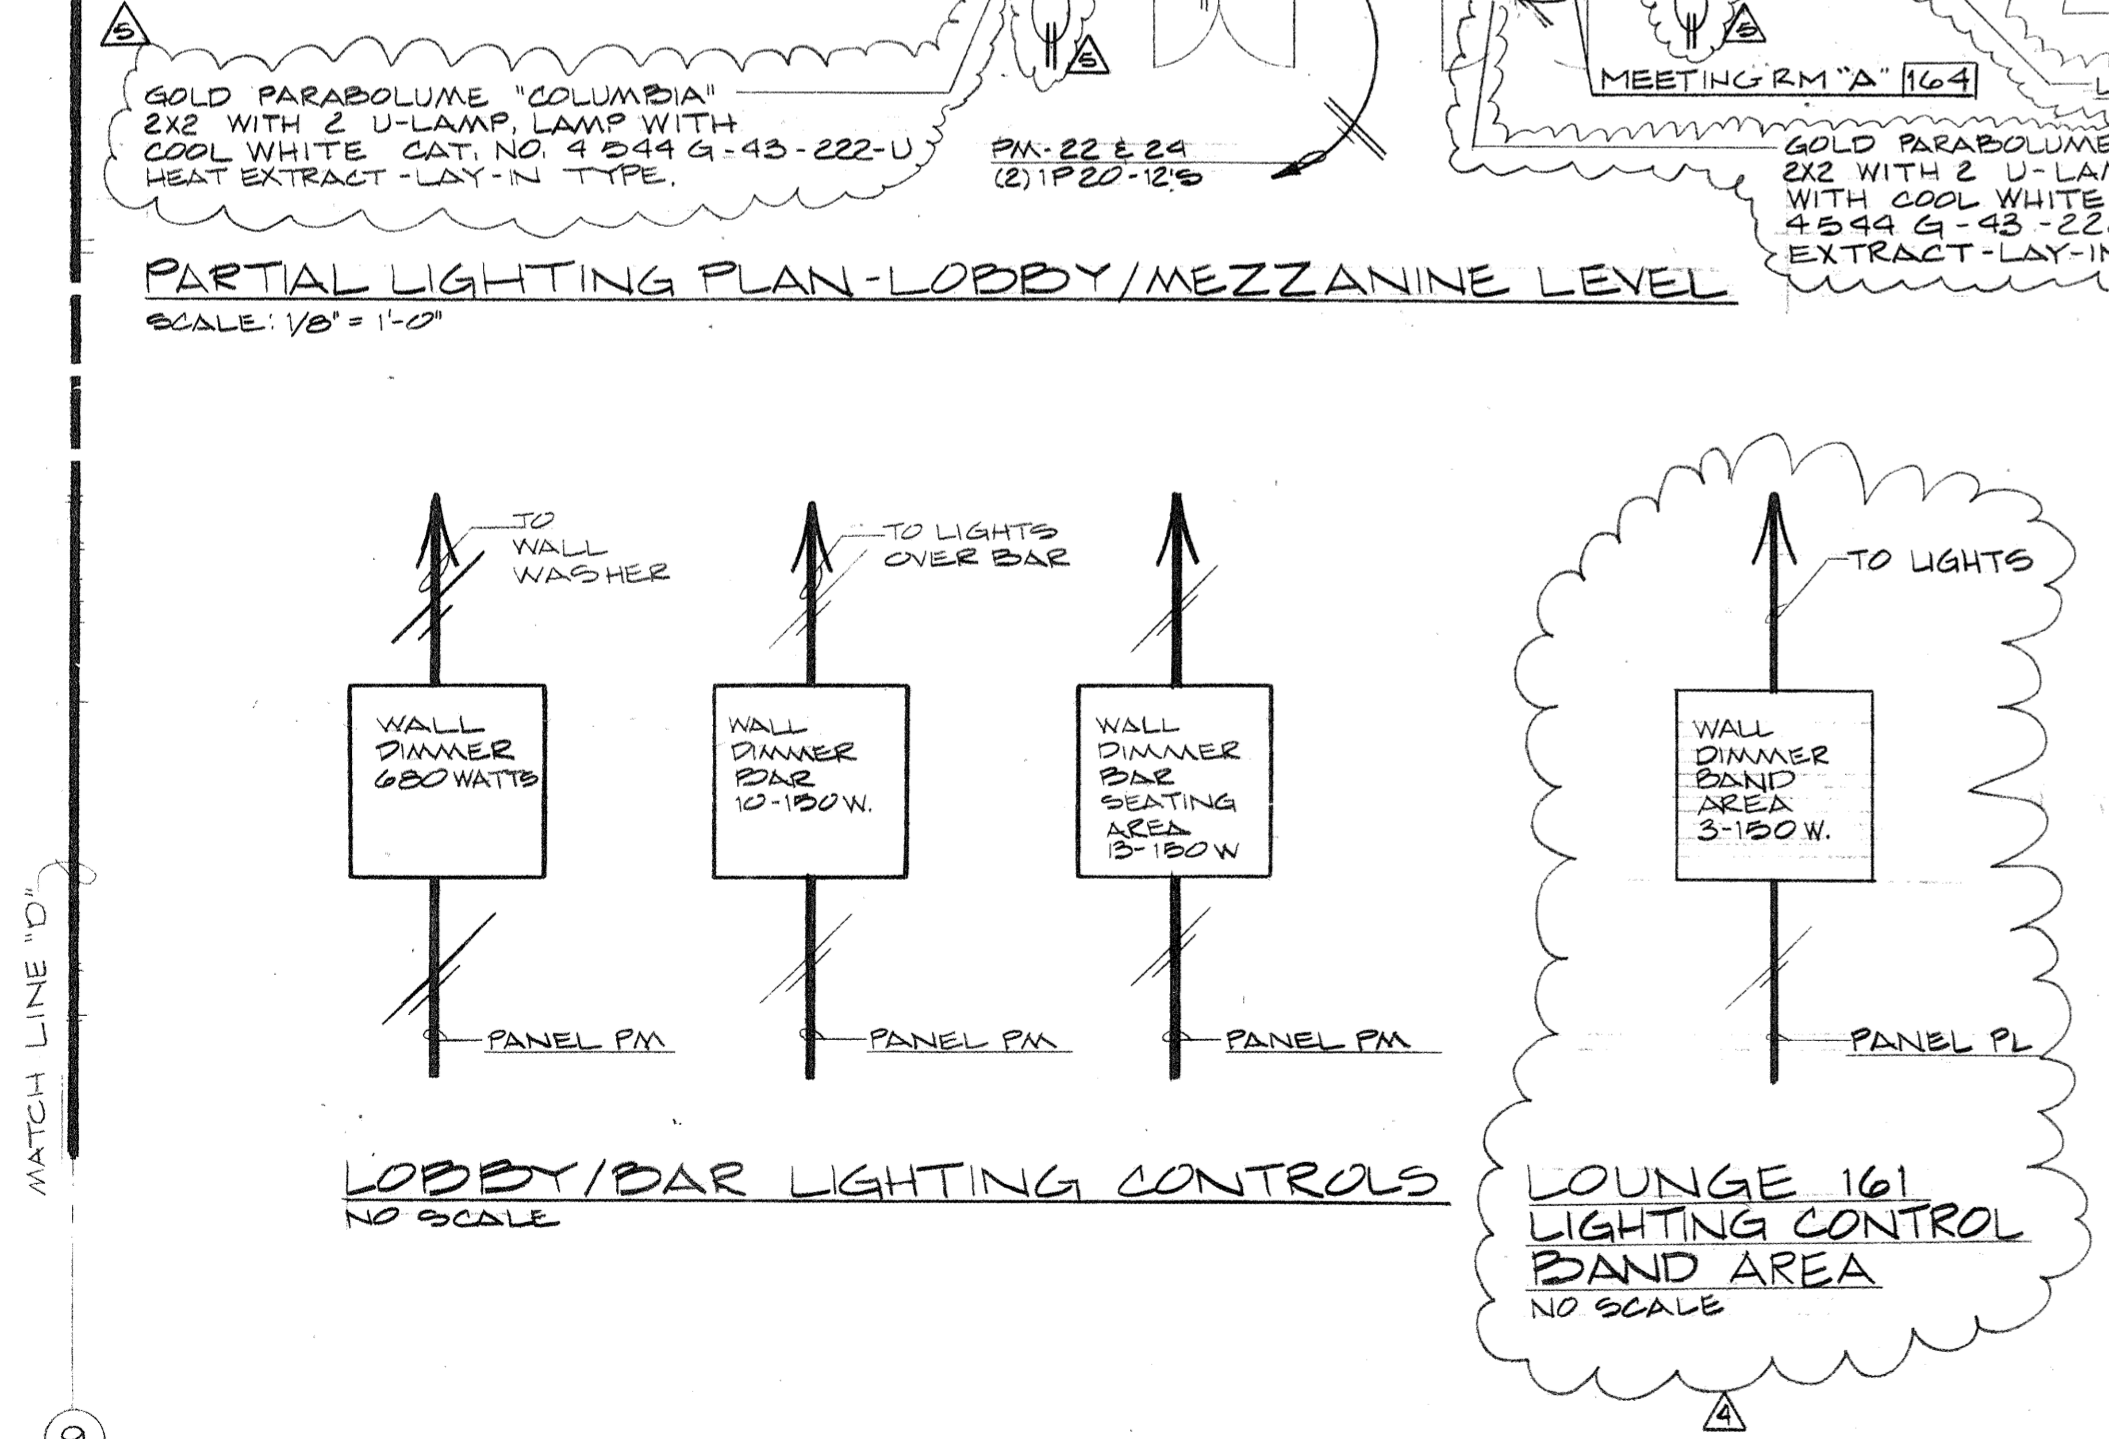 5
GOLD PARABOLUME "COLUMBIA"
2X2 WITH 2 U-LAMP, LAMP WITH
COOL WHITE CAT. NO. 4544 G-43-222-U
HEAT EXTRACT-LAY-IN TYPE.
5
PM-22 & 24
(2) 1P20-12'S
5
MEETING RM "A" 164
GOLD PARABOLUME
2X2 WITH 2
WITH COOL WHITE
4544 G-43-22
EXTRACT-LAY-IN
PARTIAL LIGHTING PLAN-LOBBY/MEZZANINE LEVEL
SCALE: 1/8" = 1'-0"
TO
WALL
WASHER
TO LIGHTS
OVER BAR
TO LIGHTS
WALL
DIMMER
680 WATTS
WALL
DIMMER
BAR
10-150W.
WALL
DIMMER
BAR
SEATING
AREA
13-150W
WALL
DIMMER
BAND
AREA
3-150W.
PANEL PM
PANEL PM
PANEL PM
PANEL PL
MATCH LINE "D"
LOBBY/BAR LIGHTING CONTROLS
NO SCALE
LOUNGE 161
LIGHTING CONTROL
BAND AREA
NO SCALE
4